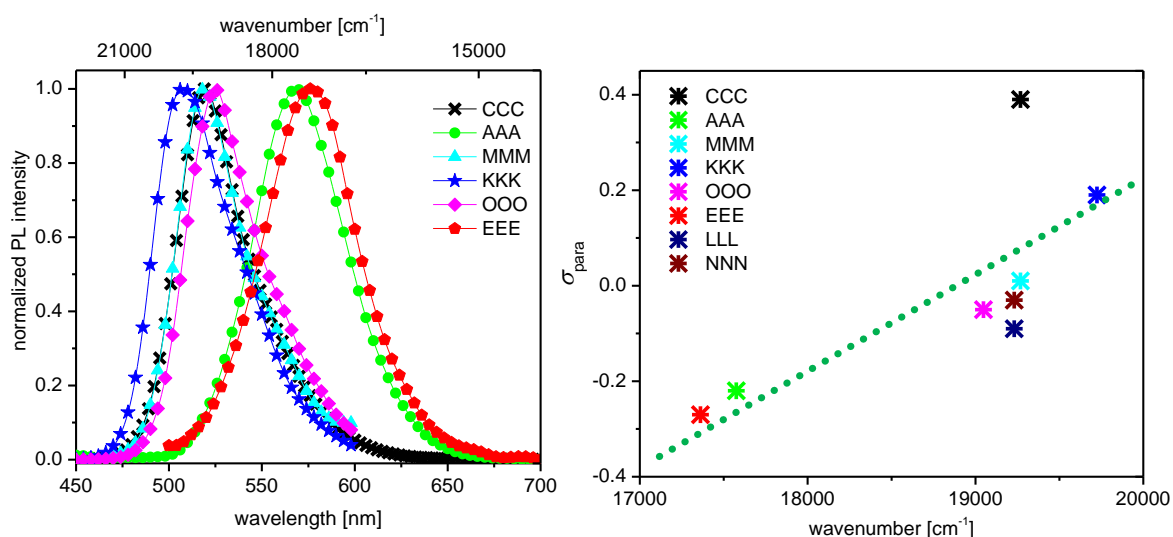 wavenumber [cm⁻¹]
21000 18000 15000
1.0
0.8
0.6
0.4
0.2
0.0
normalized PL intensity
CCC
AAA
MMM
KKK
OOO
EEE
450 500 550 600 650 700
wavelength [nm]
0.4
0.2
0.0
-0.2
-0.4
σpara
CCC
AAA
MMM
KKK
OOO
EEE
LLL
NNN
17000 18000 19000 20000
wavenumber [cm⁻¹]